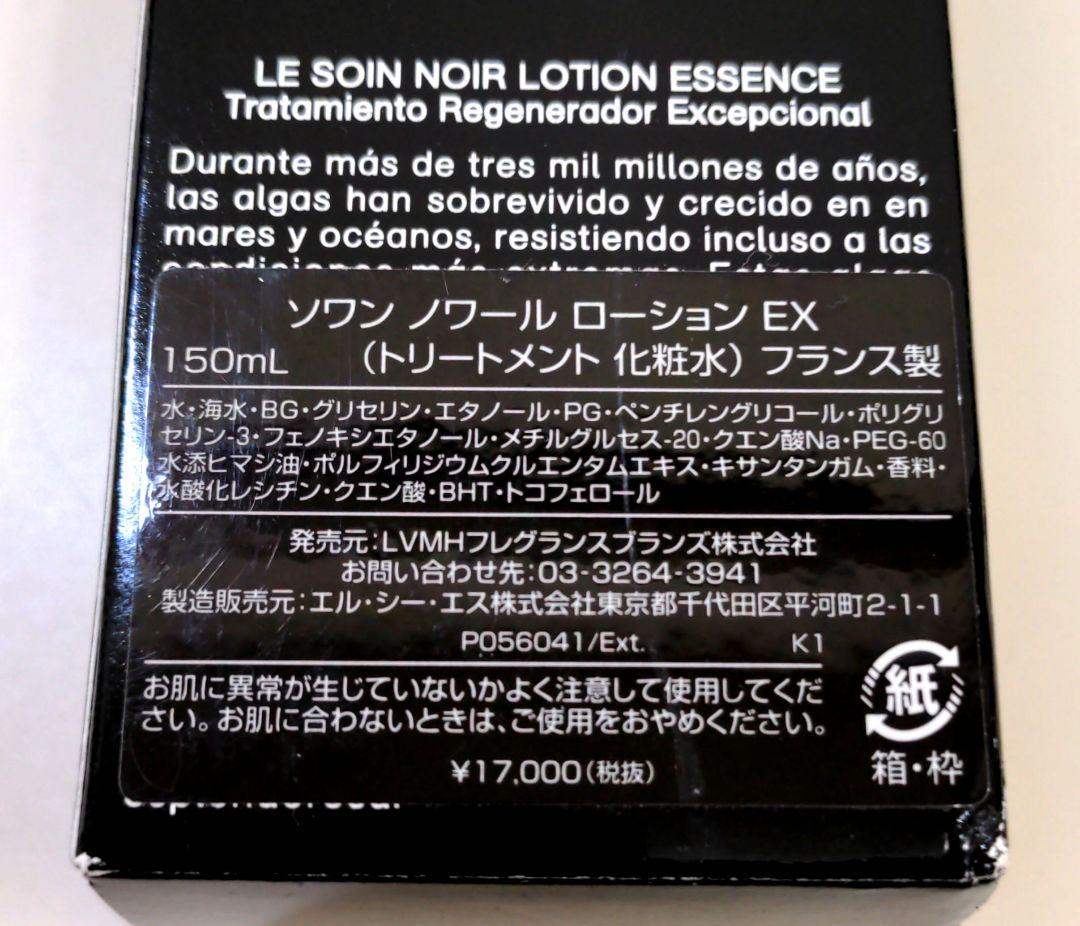 LE SOIN NOIR LOTION ESSENCE
Tratamiento Regenerador Excepcional
Durante más de tres mil millones de años,
las algas han sobrevivido y crecido en en
mares y océanos, resistiendo incluso a las
condiciones más extremas. Estas algas
ソワン ノワール ローション EX
150mL (トリートメント 化粧水) フランス製
水・海水・BG・グリセリン・エタノール・PG・ペンチレングリコール・ポリグリ
セリン-3・フェノキシエタノール・メチルグルセス-20・クエン酸Na・PEG-60
水添ヒマシ油・ポルフィリジウムクルエンタムエキス・キサンタンガム・香料・
水酸化レシチン・クエン酸・BHT・トコフェロール
発売元:LVMHフレグランスブランズ株式会社
お問い合わせ先:03-3264-3941
製造販売元:エル・シー・エス株式会社東京都千代田区平河町2-1-1
P056041/Ext. K1
お肌に異常が生じていないかよく注意して使用してくだ
さい。お肌に合わないときは、ご使用をおやめください。
紙
箱・枠
¥17,000(税抜)